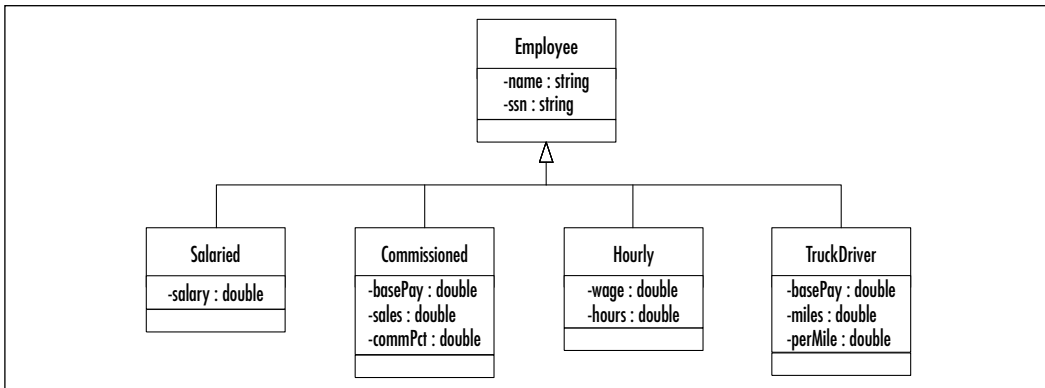 Employee
-name : string
-ssn : string
Salaried
-salary : double
Commissioned
-basePay : double
-sales : double
-commPct : double
Hourly
-wage : double
-hours : double
TruckDriver
-basePay : double
-miles : double
-perMile : double